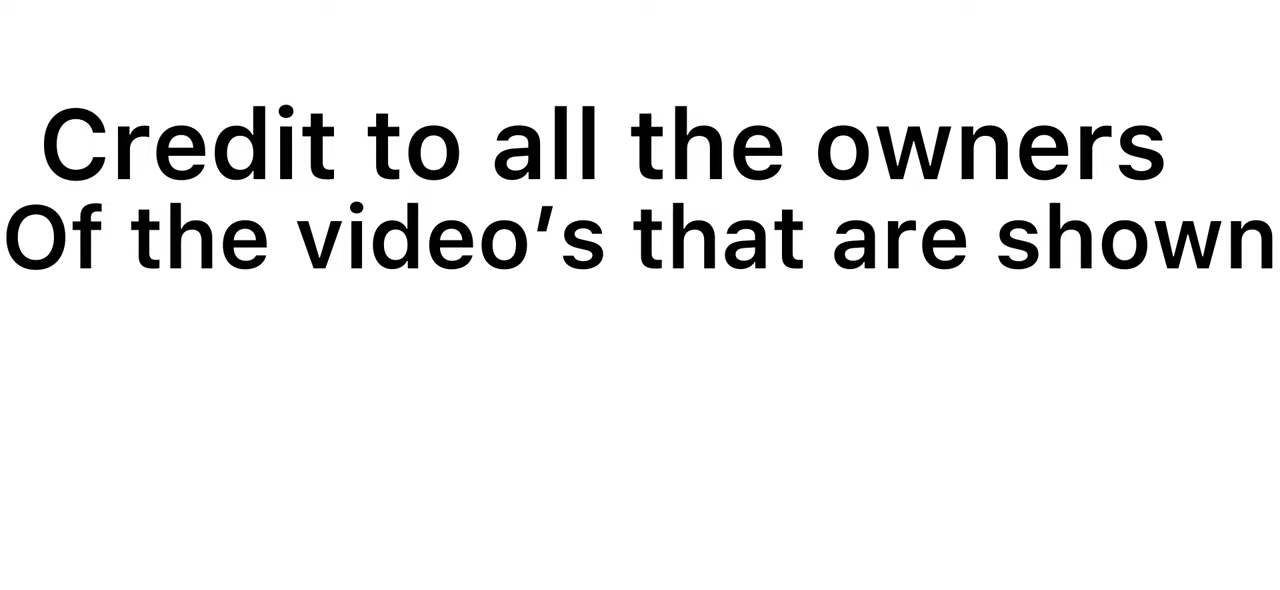 Credit to all the owners
Of the video’s that are shown